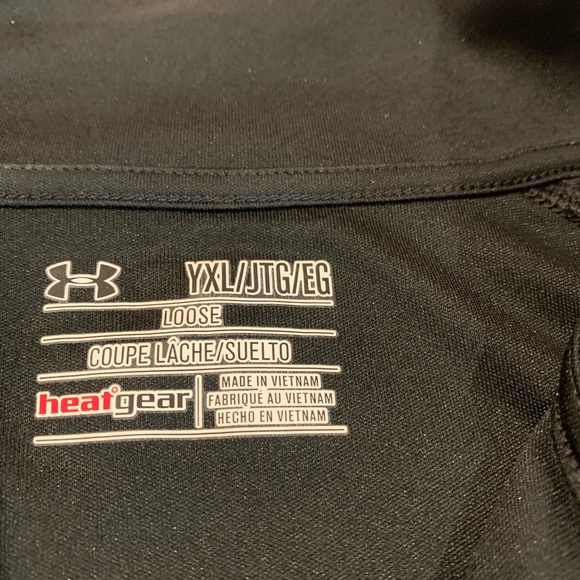 YXL/JTG/EG
LOOSE
COUPE LÂCHE/SUELTO
heatgear
MADE IN VIETNAM
FABRIQUÉ AU VIETNAM
HECHO EN VIETNAM